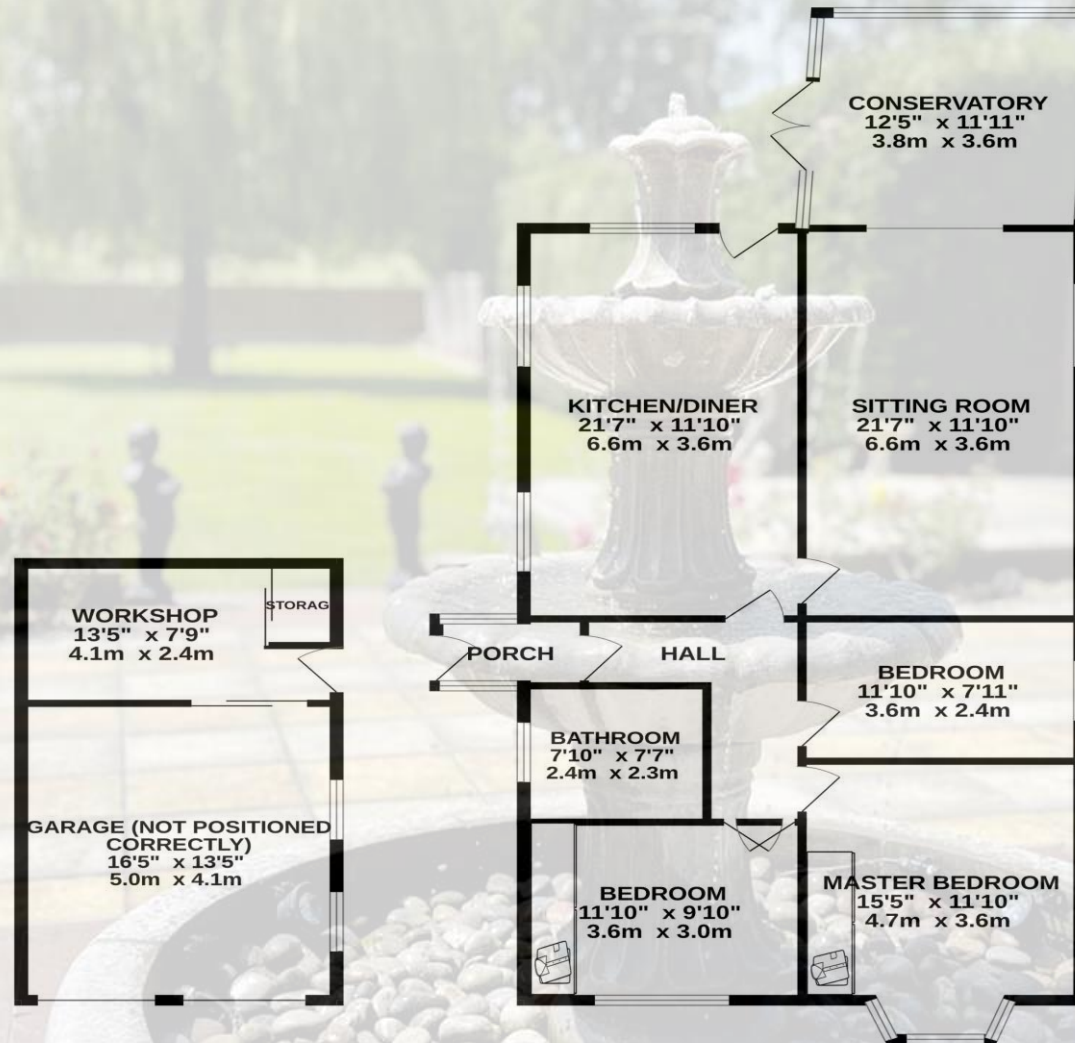 CONSERVATORY
12'5" x 11'11"
3.8m x 3.6m
KITCHEN/DINER
21'7" x 11'10"
6.6m x 3.6m
SITTING ROOM
21'7" x 11'10"
6.6m x 3.6m
WORKSHOP
13'5" x 7'9"
4.1m x 2.4m
STORAG
PORCH
HALL
BEDROOM
11'10" x 7'11"
3.6m x 2.4m
BATHROOM
7'10" x 7'7"
2.4m x 2.3m
GARAGE (NOT POSITIONED
CORRECTLY)
16'5" x 13'5"
5.0m x 4.1m
BEDROOM
11'10" x 9'10"
3.6m x 3.0m
MASTER BEDROOM
15'5" x 11'10"
4.7m x 3.6m